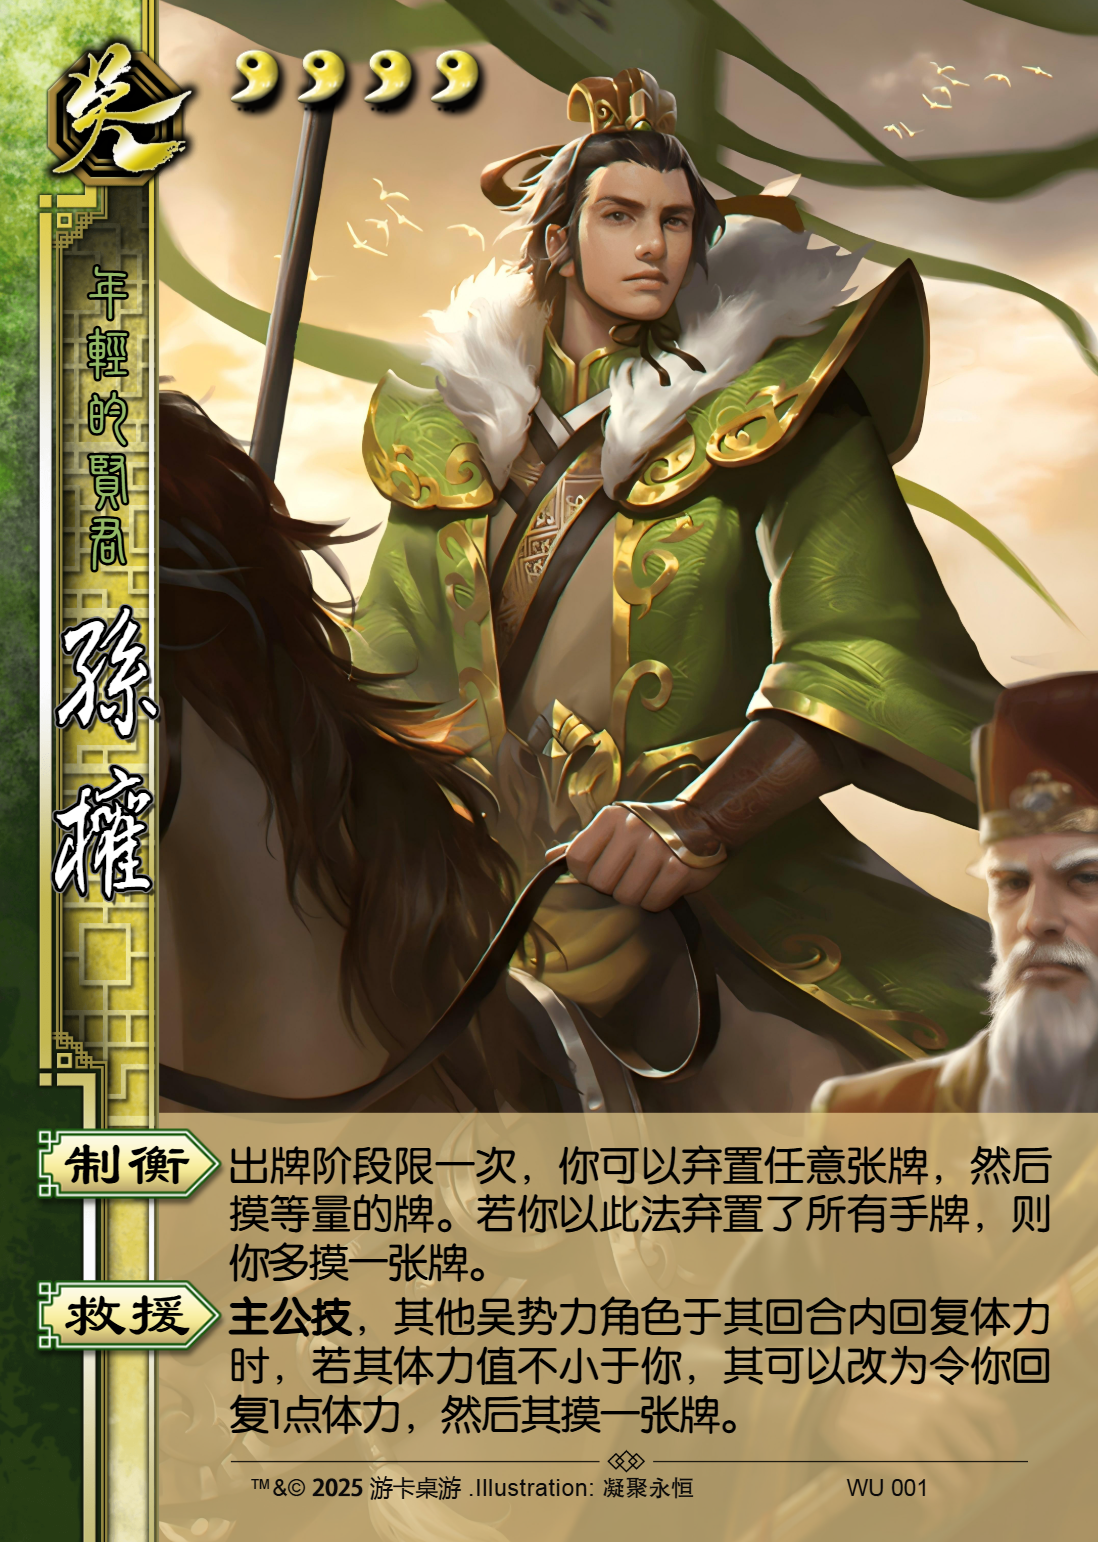 吴
年輕的賢君
孫權
制衡
出牌阶段限一次，你可以弃置任意张牌，然后
摸等量的牌。若你以此法弃置了所有手牌，则
你多摸一张牌。
救援
主公技，其他吴势力角色于其回合内回复体力
时，若其体力值不小于你，其可以改为令你回
复1点体力，然后其摸一张牌。
™&© 2025 游卡桌游 .Illustration: 凝聚永恒
WU 001